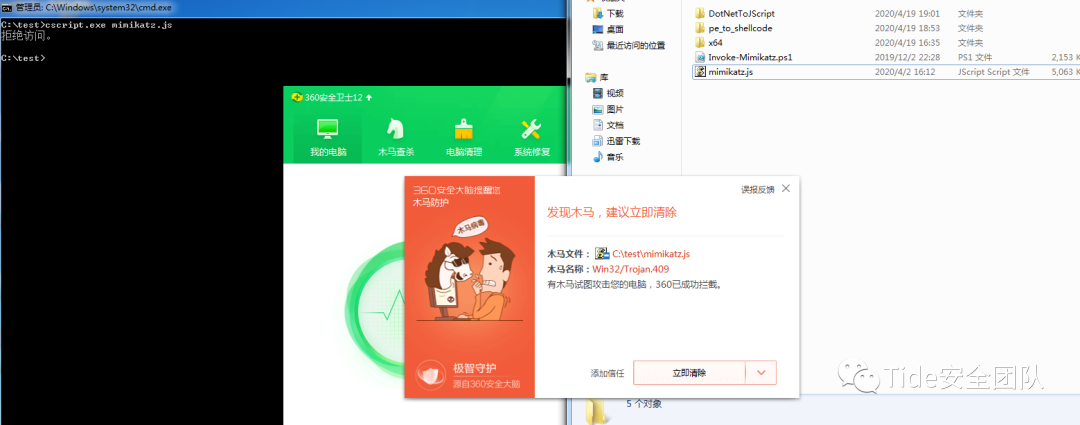 管理员: C:\Windows\system32\cmd.exe
C:\test>cscript.exe mimikatz.js
拒绝访问。
C:\test>
360安全卫士12
我的电脑 木马查杀 电脑清理 系统修复
360安全大脑提醒您
木马防护
木马病毒
极智守护
源自360安全大脑
误报反馈
发现木马，建议立即清除
木马文件： C:\test\mimikatz.js
木马名称： Win32/Trojan.409
有木马试图攻击您的电脑，360已成功拦截。
添加信任 立即清除
下载
桌面
最近访问的位置
库
视频
图片
文档
迅雷下载
音乐
DotNetToJScript 2020/4/19 19:01 文件夹
pe_to_shellcode 2020/4/19 18:53 文件夹
x64 2020/4/19 16:35 文件夹
Invoke-Mimikatz.ps1 2019/12/2 22:28 PS1 文件 2,153 K
mimikatz.js 2020/4/2 16:12 JScript Script 文件 5,063 K
5 个对象
Tide安全团队